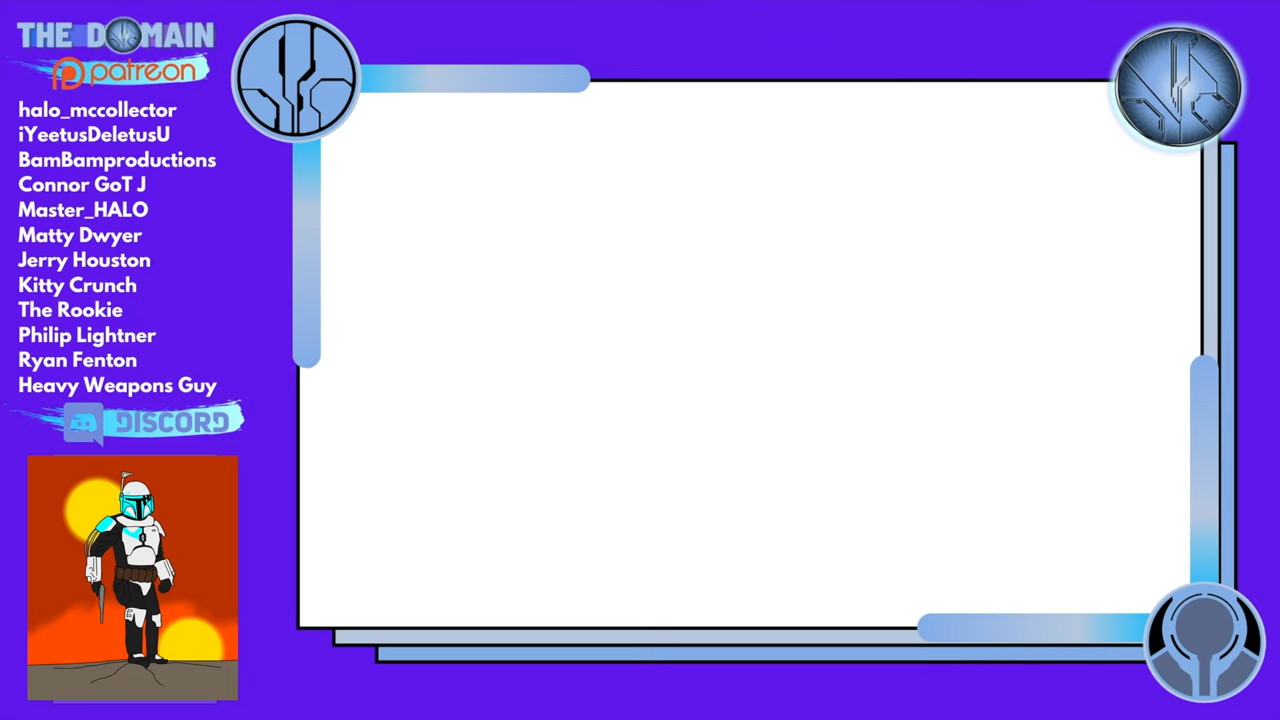 THE DOMAIN
patreon
halo_mccollector
iYeetusDeletusU
BamBamproductions
Connor GoT J
Master_HALO
Matty Dwyer
Jerry Houston
Kitty Crunch
The Rookie
Philip Lightner
Ryan Fenton
Heavy Weapons Guy
DISCORD